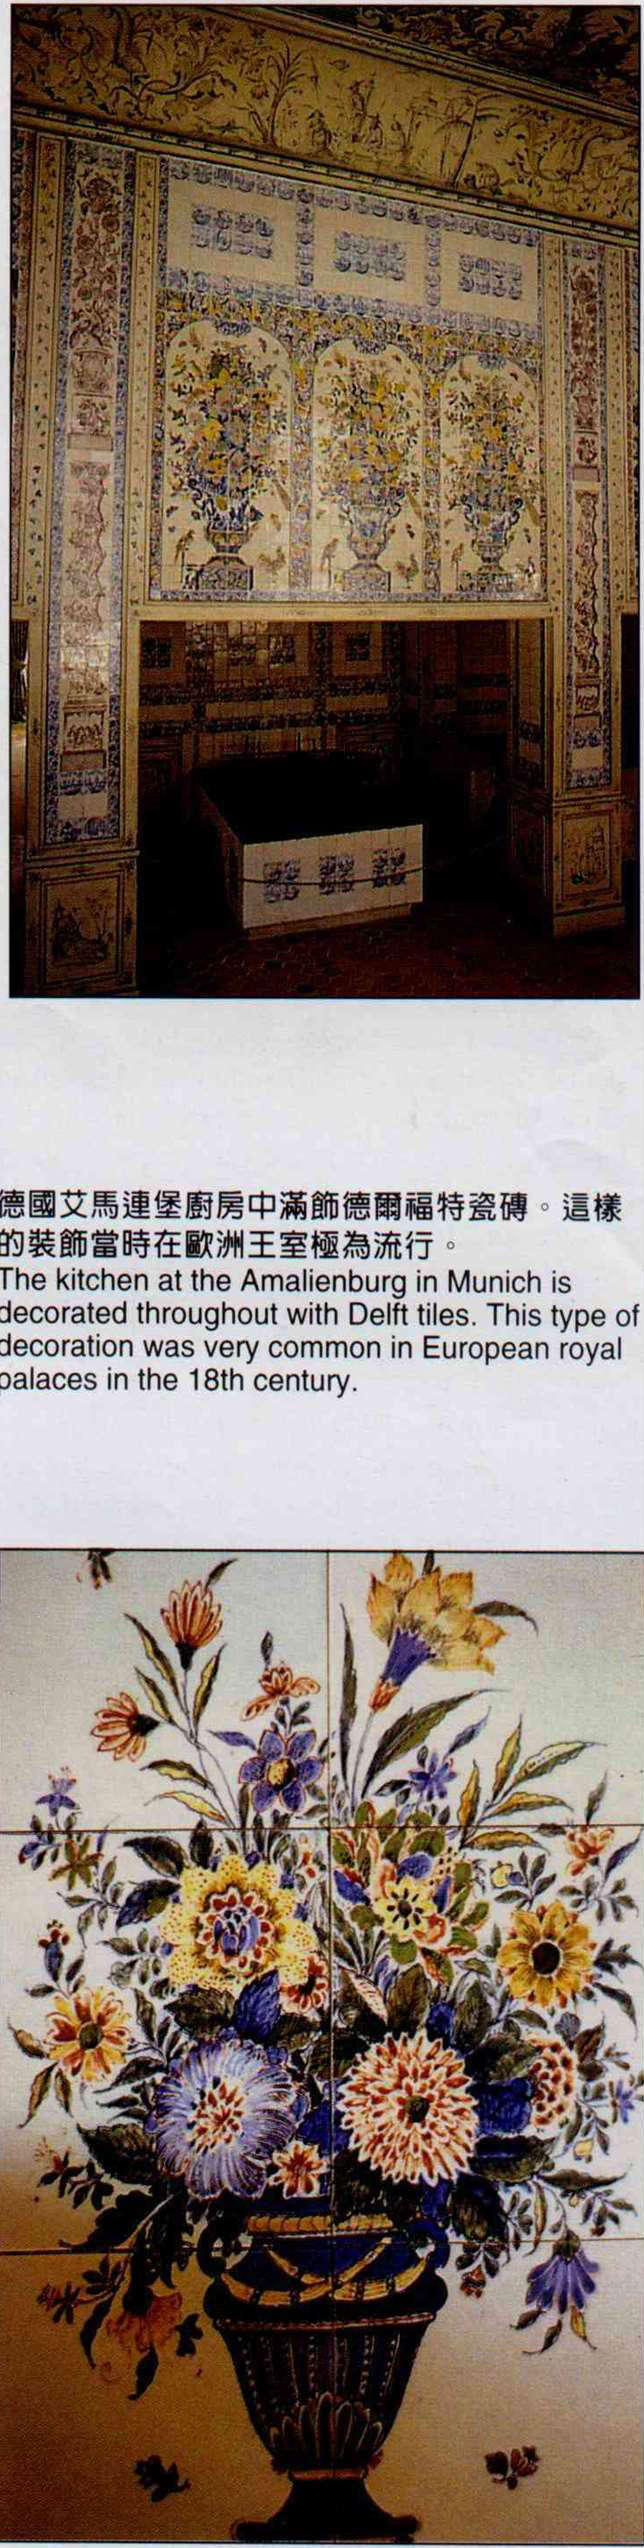 德國艾馬連堡廚房中滿飾德爾福特瓷磚。這樣
的裝飾當時在歐洲王室極為流行。
The kitchen at the Amalienburg in Munich is
decorated throughout with Delft tiles. This type of
decoration was very common in European royal
palaces in the 18th century.